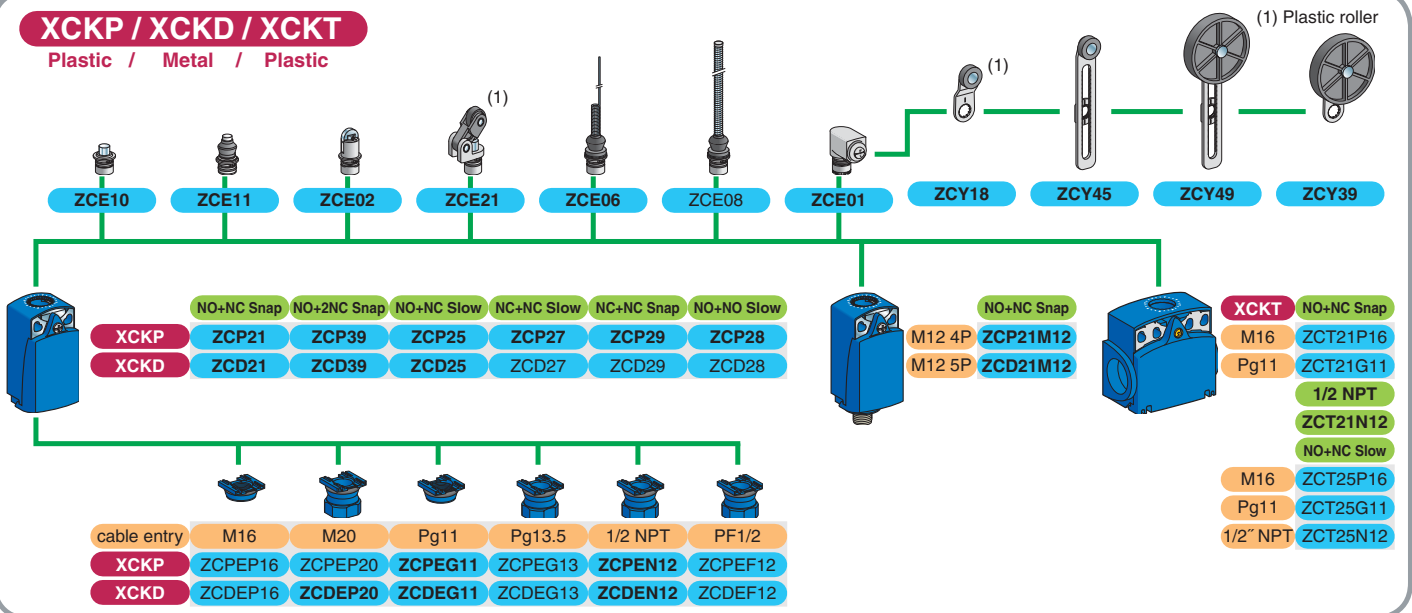 XCKP / XCKD / XCKT
Plastic / Metal / Plastic
(1) Plastic roller
(1)
(1)
ZCE10 ZCE11 ZCE02 ZCE21 ZCE06 ZCE08 ZCE01 ZCY18 ZCY45 ZCY49 ZCY39
NO+NC Snap NO+2NC Snap NO+NC Slow NC+NC Slow NC+NC Snap NO+NO Slow
XCKP ZCP21 ZCP39 ZCP25 ZCP27 ZCP29 ZCP28
XCKD ZCD21 ZCD39 ZCD25 ZCD27 ZCD29 ZCD28
NO+NC Snap
M12 4P ZCP21M12
M12 5P ZCD21M12
XCKT NO+NC Snap
M16 ZCT21P16
Pg11 ZCT21G11
1/2 NPT
ZCT21N12
NO+NC Slow
M16 ZCT25P16
Pg11 ZCT25G11
1/2˝ NPT ZCT25N12
cable entry M16 M20 Pg11 Pg13.5 1/2 NPT PF1/2
XCKP ZCPEP16 ZCPEP20 ZCPEG11 ZCPEG13 ZCPEN12 ZCPEF12
XCKD ZCDEP16 ZCDEP20 ZCDEG11 ZCDEG13 ZCDEN12 ZCDEF12